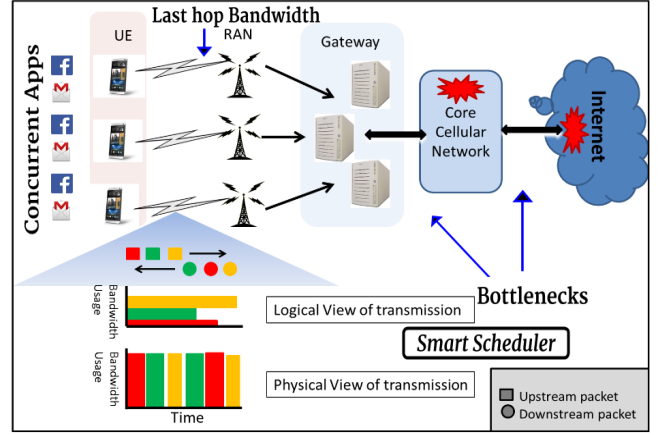 Last hop Bandwidth
UE
RAN
Gateway
Concurrent Apps
f
M
f
M
f
M
Core
Cellular
Network
Internet
Bottlenecks
Bandwidth
Usage
Logical View of transmission
Smart Scheduler
Bandwidth
Usage
Physical View of transmission
Time
Upstream packet
Downstream packet